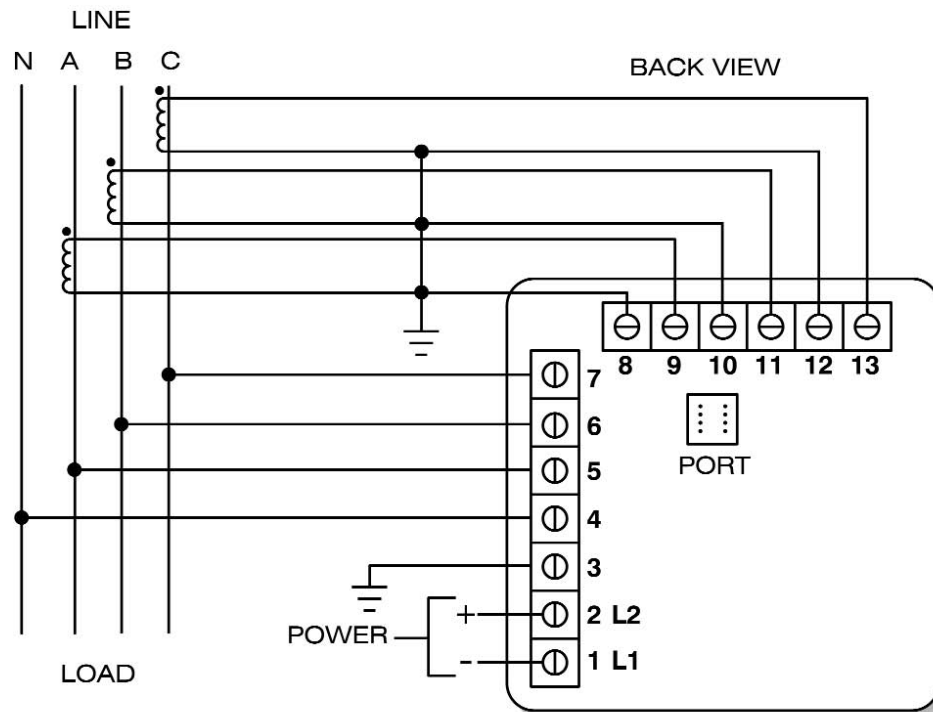 LINE
N A B C
BACK VIEW
8 9 10 11 12 13
7
PORT
6
5
4
3
POWER
+ 2 L2
- 1 L1
LOAD